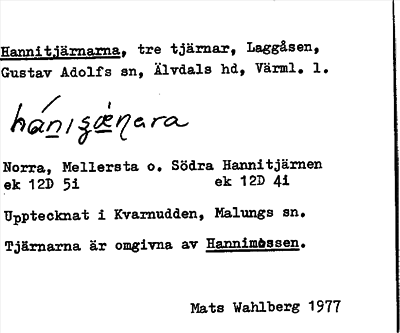 Hannitjärnarna, tre tjärnar, Laggåsen,
Gustav Adolfs sn, Älvdals hd, Värml. l.
Norra, Mellersta o. Södra Hannitjärnen
ek 12D 5i ek 12D 4i
Upptecknat i Kvarnudden, Malungs sn.
Tjärnarna är omgivna av Hannimossen.
Mats Wahlberg 1977